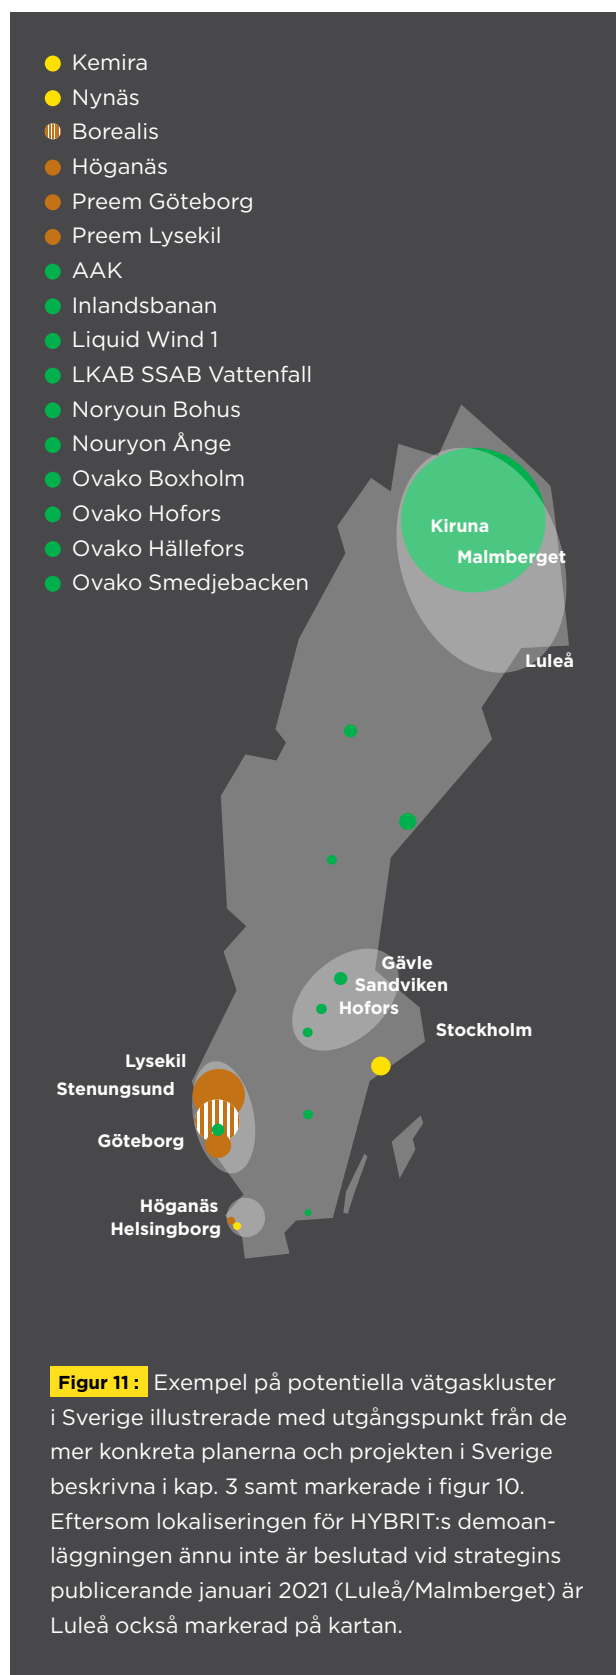 Kemira
Nynäs
Borealis
Höganäs
Preem Göteborg
Preem Lysekil
AAK
Inlandsbanan
Liquid Wind 1
LKAB SSAB Vattenfall
Noryoun Bohus
Nouryon Ånge
Ovako Boxholm
Ovako Hofors
Ovako Hällefors
Ovako Smedjebacken
Kiruna
Malmberget
Luleå
Gävle
Sandviken
Hofors
Stockholm
Lysekil
Stenungsund
Göteborg
Höganäs
Helsingborg
Figur 11 : Exempel på potentiella vätgaskluster
i Sverige illustrerade med utgångspunkt från de
mer konkreta planerna och projekten i Sverige
beskrivna i kap. 3 samt markerade i figur 10.
Eftersom lokaliseringen för HYBRIT:s demoan-
läggningen ännu inte är beslutad vid strategins
publicerande januari 2021 (Luleå/Malmberget) är
Luleå också markerad på kartan.